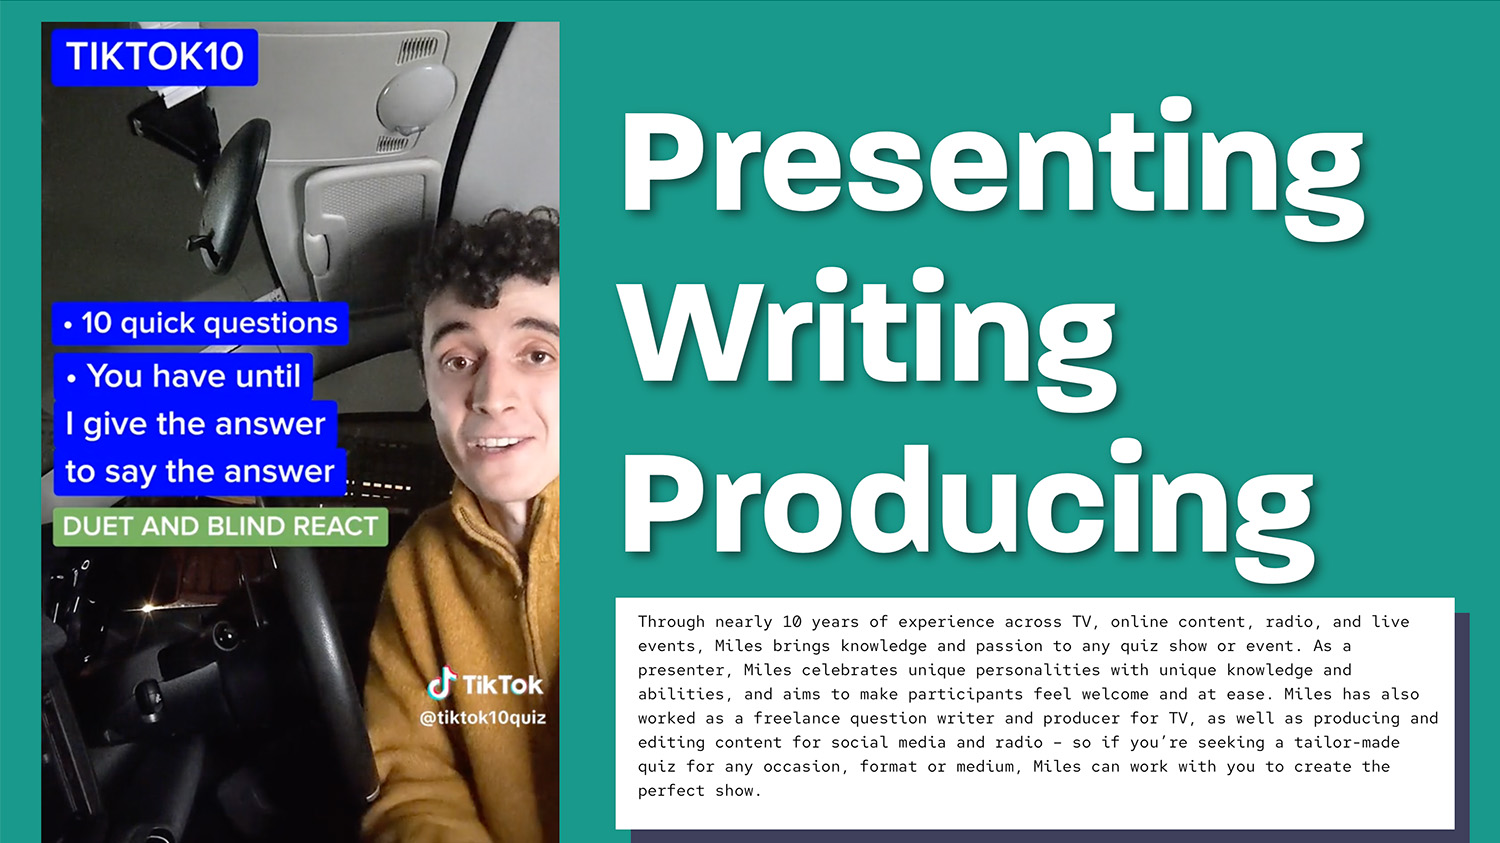 TIKTOK10
• 10 quick questions
• You have until
I give the answer
to say the answer
DUET AND BLIND REACT
TikTok
@tiktok10quiz
Presenting
Writing
Producing
Through nearly 10 years of experience across TV, online content, radio, and live
events, Miles brings knowledge and passion to any quiz show or event. As a
presenter, Miles celebrates unique personalities with unique knowledge and
abilities, and aims to make participants feel welcome and at ease. Miles has also
worked as a freelance question writer and producer for TV, as well as producing and
editing content for social media and radio – so if you’re seeking a tailor-made
quiz for any occasion, format or medium, Miles can work with you to create the
perfect show.